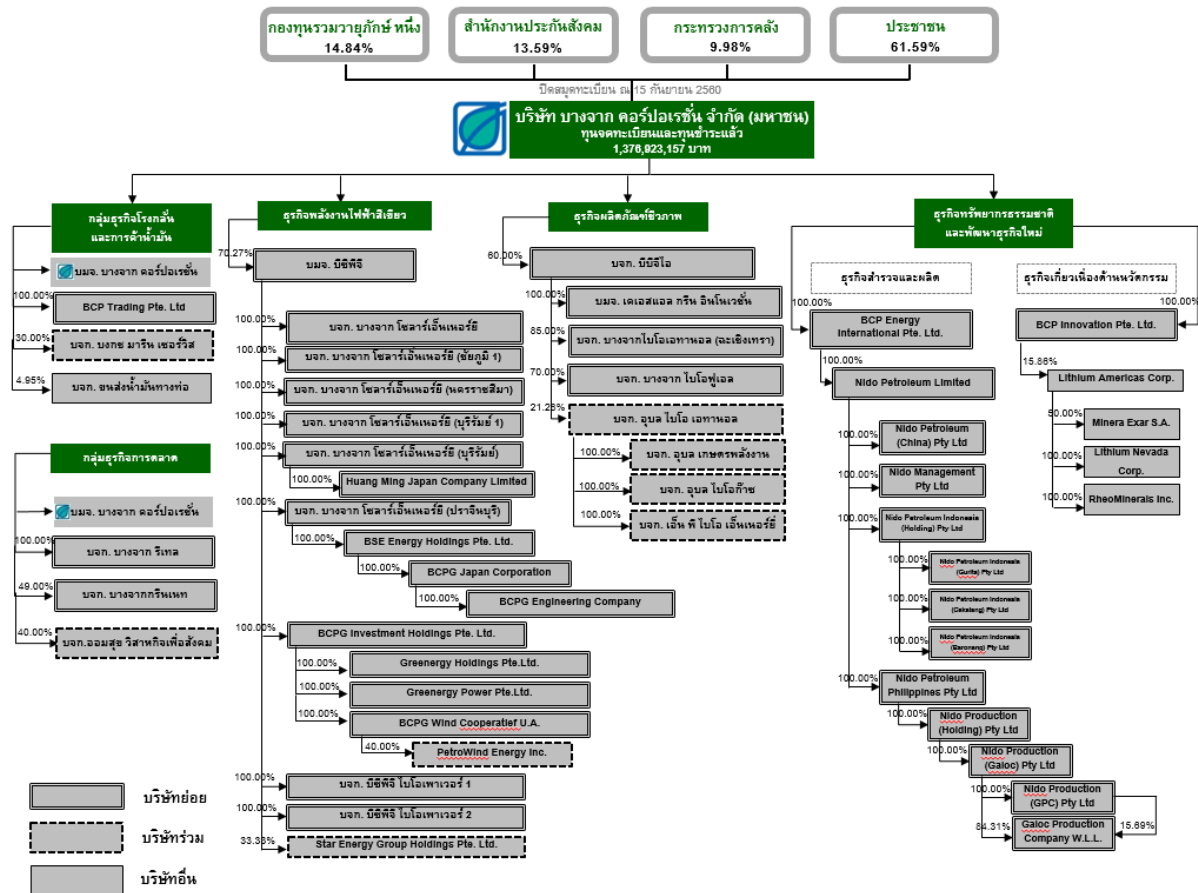 กองทุนรวมวายุภักษ์ หนึ่ง
14.84%
สำนักงานประกันสังคม
13.59%
กระทรวงการคลัง
9.98%
ประชาชน
61.59%
ปิดสมุดทะเบียน ณ 15 กันยายน 2560
บริษัท บางจาก คอร์ปอเรชั่น จำกัด (มหาชน)
ทุนจดทะเบียนและทุนชำระแล้ว
1,376,923,157 บาท
กลุ่มธุรกิจโรงกลั่น
และการค้าน้ำมัน
บมจ. บางจาก คอร์ปอเรชั่น
100.00%
BCP Trading Pte. Ltd
30.00%
บจก. บงกช มารีน เซอร์วิส
4.95%
บจก. ขนส่งน้ำมันทางท่อ
กลุ่มธุรกิจการตลาด
บมจ. บางจาก คอร์ปอเรชั่น
100.00%
บจก. บางจาก รีเทล
49.00%
บจก. บางจากกรีนเนท
40.00%
บจก.ออมสุข วิสาหกิจเพื่อสังคม
ธุรกิจพลังงานไฟฟ้าสีเขียว
70.27%
บมจ. บีซีพีจี
100.00%
บจก. บางจาก โซลาร์เอ็นเนอร์ยี
100.00%
บจก. บางจาก โซลาร์เอ็นเนอร์ยี (ชัยภูมิ 1)
100.00%
บจก. บางจาก โซลาร์เอ็นเนอร์ยี (นครราชสีมา)
100.00%
บจก. บางจาก โซลาร์เอ็นเนอร์ยี (บุรีรัมย์ 1)
100.00%
บจก. บางจาก โซลาร์เอ็นเนอร์ยี (บุรีรัมย์)
100.00%
Huang Ming Japan Company Limited
100.00%
บจก. บางจาก โซลาร์เอ็นเนอร์ยี (ปราจีนบุรี)
100.00%
BSE Energy Holdings Pte. Ltd.
100.00%
BCPG Japan Corporation
100.00%
BCPG Engineering Company
100.00%
BCPG Investment Holdings Pte. Ltd.
100.00%
Greenergy Holdings Pte.Ltd.
100.00%
Greenergy Power Pte.Ltd.
100.00%
BCPG Wind Cooperatief U.A.
40.00%
PetroWind Energy Inc.
100.00%
บจก. บีซีพีจี ไบโอเพาเวอร์ 1
100.00%
บจก. บีซีพีจี ไบโอเพาเวอร์ 2
33.33%
Star Energy Group Holdings Pte. Ltd.
ธุรกิจผลิตภัณฑ์ชีวภาพ
60.00%
บจก. บีบีจีไอ
100.00%
บมจ. เคเอสแอล กรีน อินโนเวชั่น
85.00%
บจก. บางจากไบโอเอทานอล (ฉะเชิงเทรา)
70.00%
บจก. บางจาก ไบโอฟูเอล
21.28%
บจก. อุบล ไบโอ เอทานอล
100.00%
บจก. อุบล เกษตรพลังงาน
100.00%
บจก. อุบล ไบโอก๊าซ
100.00%
บจก. เอ็น พี ไบโอ เอ็นเนอร์ยี่
ธุรกิจทรัพยากรธรรมชาติ
และพัฒนาธุรกิจใหม่
ธุรกิจสำรวจและผลิต
100.00%
BCP Energy
International Pte. Ltd.
100.00%
Nido Petroleum Limited
100.00%
Nido Petroleum
(China) Pty Ltd
100.00%
Nido Management
Pty Ltd
100.00%
Nido Petroleum Indonesia
(Holding) Pty Ltd
100.00%
Nido Petroleum Indonesia
(Gurita) Pty Ltd
100.00%
Nido Petroleum Indonesia
(Cakalang) Pty Ltd
100.00%
Nido Petroleum Indonesia
(Baronang) Pty Ltd
100.00%
Nido Petroleum
Philippines Pty Ltd
100.00%
Nido Production
(Holding) Pty Ltd
100.00%
Nido Production
(Galoc) Pty Ltd
100.00%
Nido Production
(GPC) Pty Ltd
84.31%
Galoc Production
Company W.L.L.
15.69%
ธุรกิจเกี่ยวเนื่องด้านนวัตกรรม
100.00%
BCP Innovation Pte. Ltd.
15.86%
Lithium Americas Corp.
50.00%
Minera Exar S.A.
100.00%
Lithium Nevada
Corp.
100.00%
RheoMinerals Inc.
บริษัทย่อย
บริษัทร่วม
บริษัทอื่น